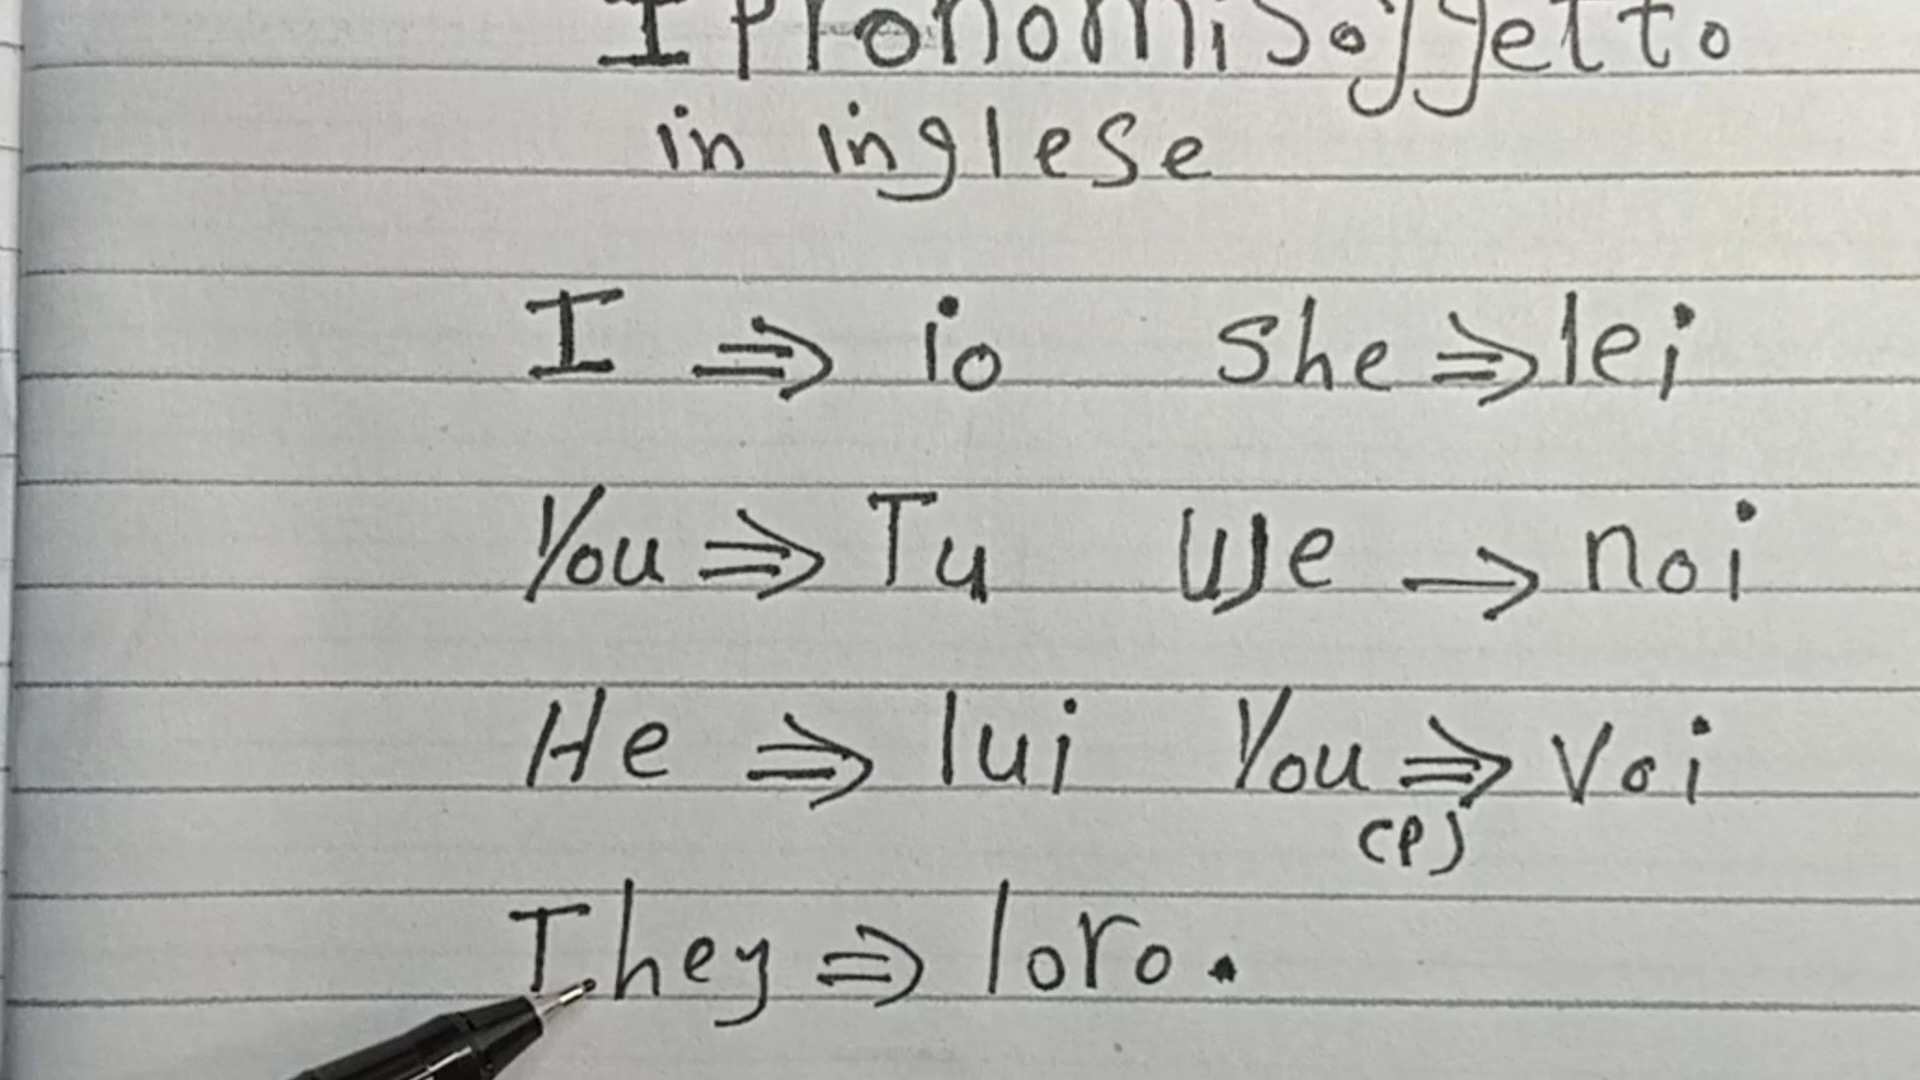 I Pronomi Soggetto
in inglese
I ⇒ io She ⇒ lei
You ⇒ Tu We → noi
He ⇒ lui You ⇒ Voi
(P)
They ⇒ loro.